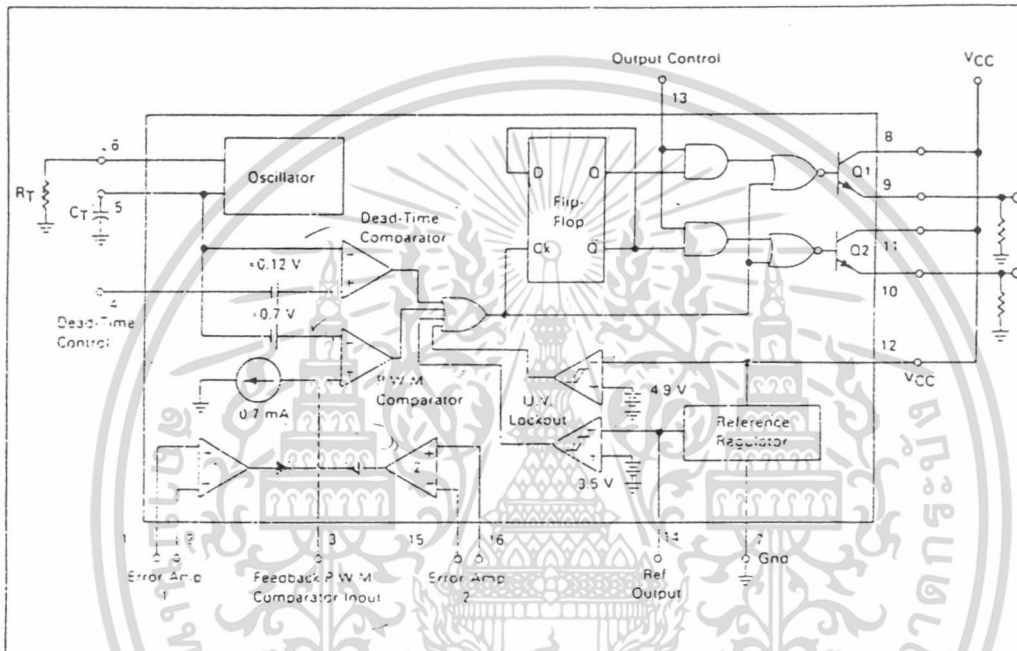 Output Control
VCC
13
6
8
Oscillator
RT
Q1
D
Q
5
9
CT
Flip-
Flop
Dead-Time
Comparator
Ck
Q
Q2
11
≈0.12 V
4
10
≈0.7 V
Dead-Time
Control
12
P.W.M.
Comparator
VCC
4.9 V
0.7 mA
U.V.
Lockout
Reference
Regulator
2
3.5 V
1
2
3
15
16
14
7
Gnd
Error Amp
1
Feedback P.W.M.
Comparator Input
Error Amp
2
Ref
Output